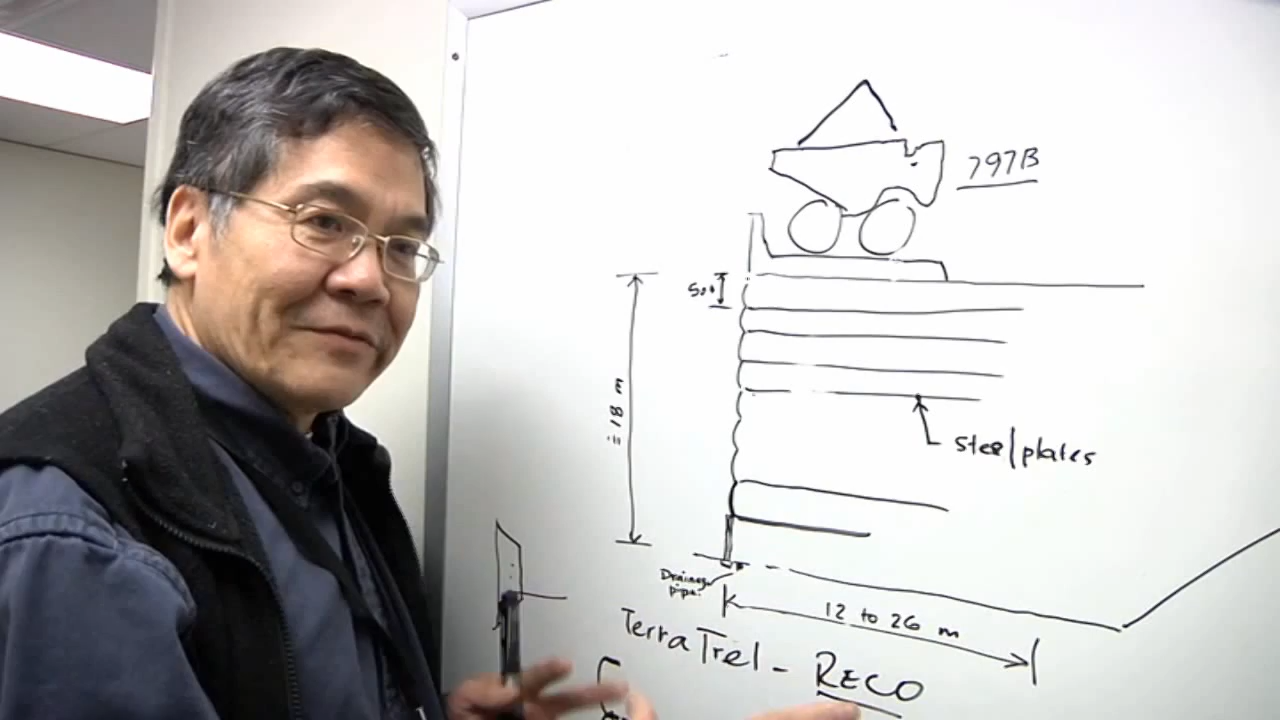 797B
500
≐ 18 m
steel plates
Drainage
pipe
12 to 26 m
TerraTrel - RECO